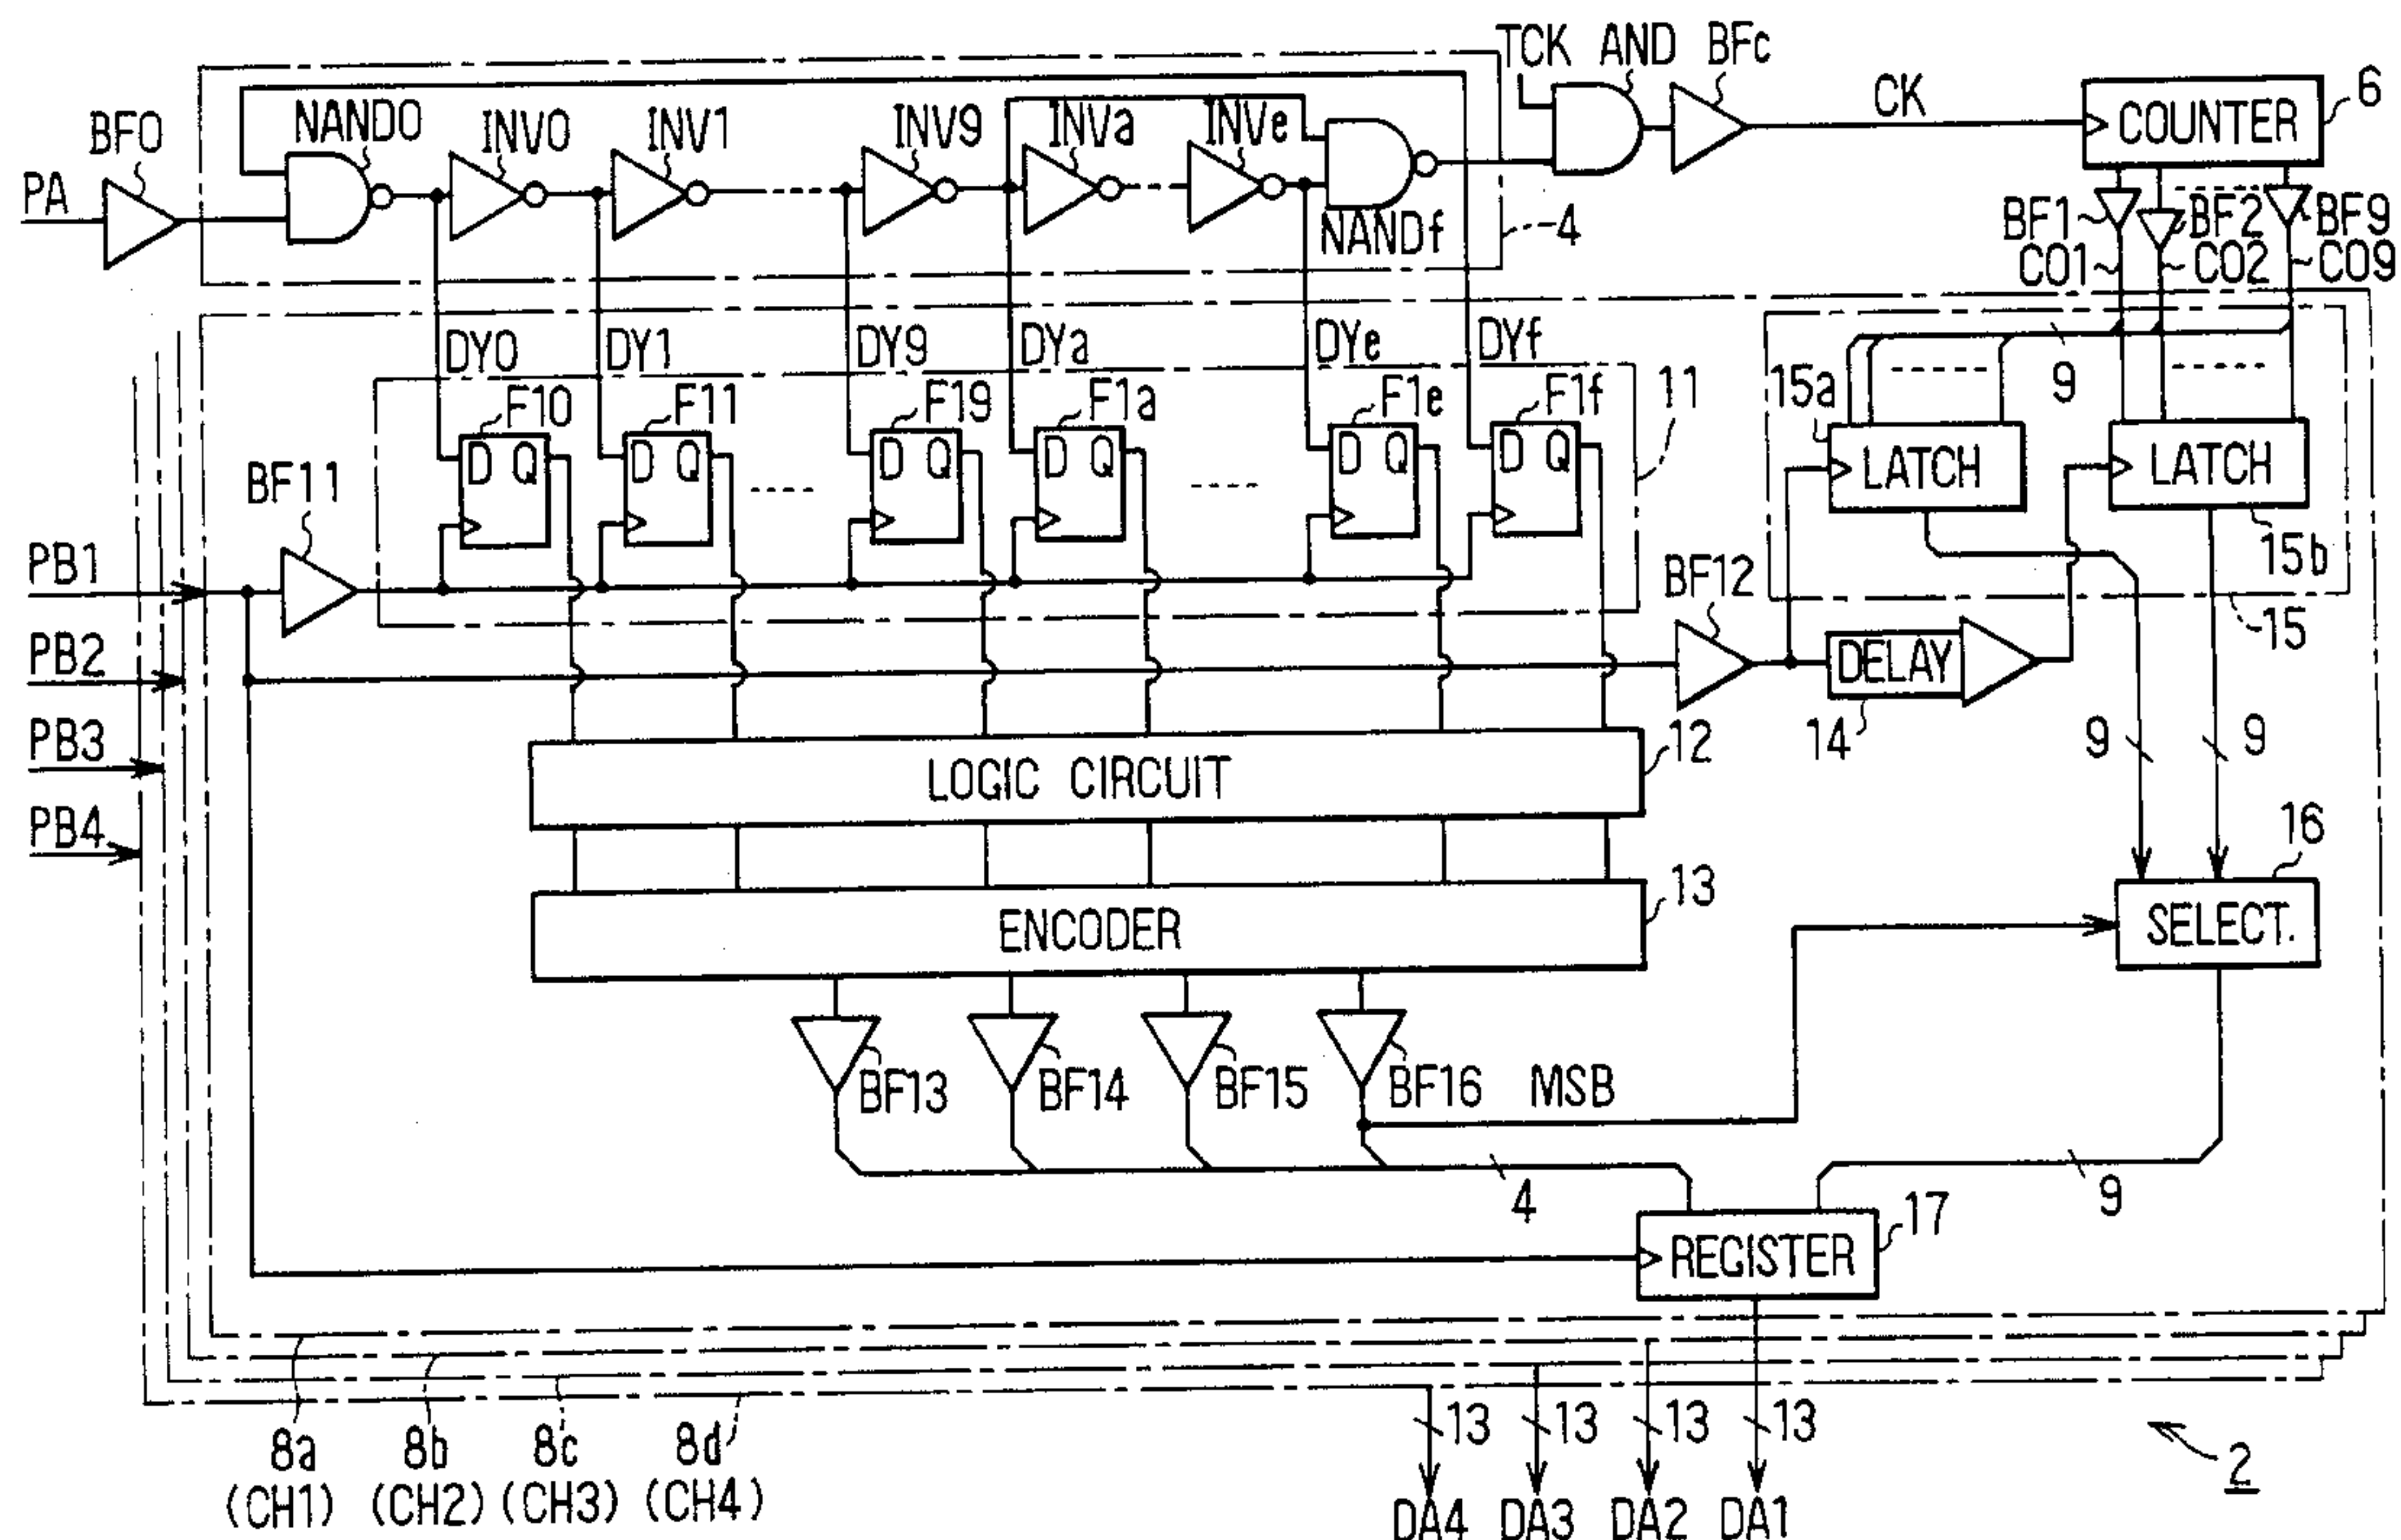 TCK AND BFc
CK
6
COUNTER
PA
BF0
NAND0
INV0
INV1
INV9
INVa
INVe
NANDf
4
BF1
BF2
BF9
CO1
CO2
CO9
DY0
DY1
DY9
DYa
DYe
DYf
9
15a
11
F10
F11
F19
F1a
F1e
F1f
D Q
D Q
D Q
D Q
D Q
D Q
LATCH
LATCH
BF11
PB1
15b
BF12
15
PB2
DELAY
14
PB3
12
9
9
LOGIC CIRCUIT
PB4
16
13
ENCODER
SELECT.
BF13
BF14
BF15
BF16
MSB
4
9
17
REGISTER
8a
(CH1)
8b
(CH2)
8c
(CH3)
8d
(CH4)
13
13
13
13
DA4
DA3
DA2
DA1
2